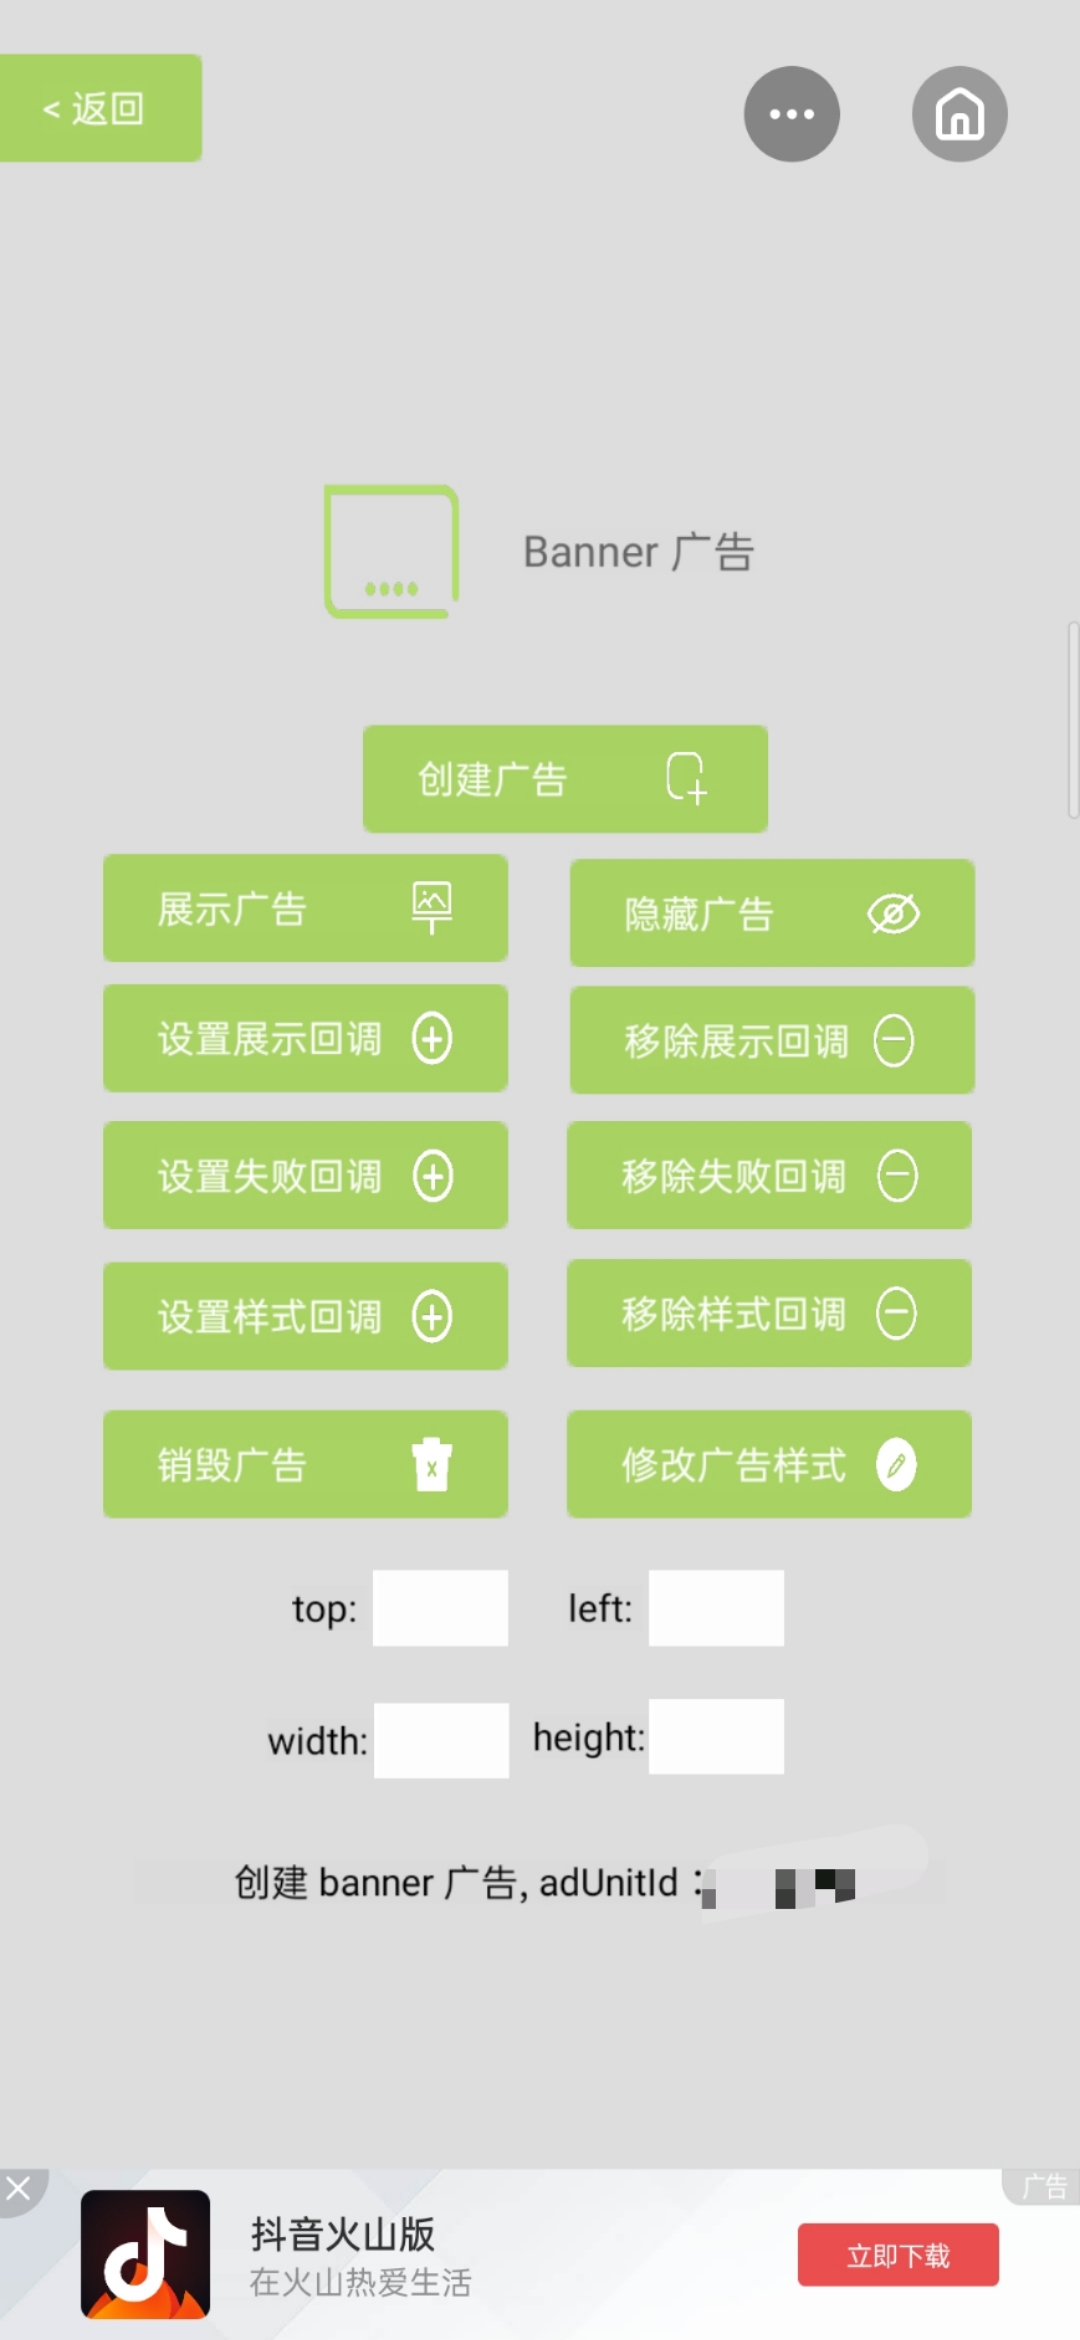 < 返回
Banner 广告
创建广告
展示广告
隐藏广告
设置展示回调
移除展示回调
设置失败回调
移除失败回调
设置样式回调
移除样式回调
销毁广告
修改广告样式
top:
left:
width:
height:
创建 banner 广告, adUnitId：
广告
抖音火山版
在火山热爱生活
立即下载